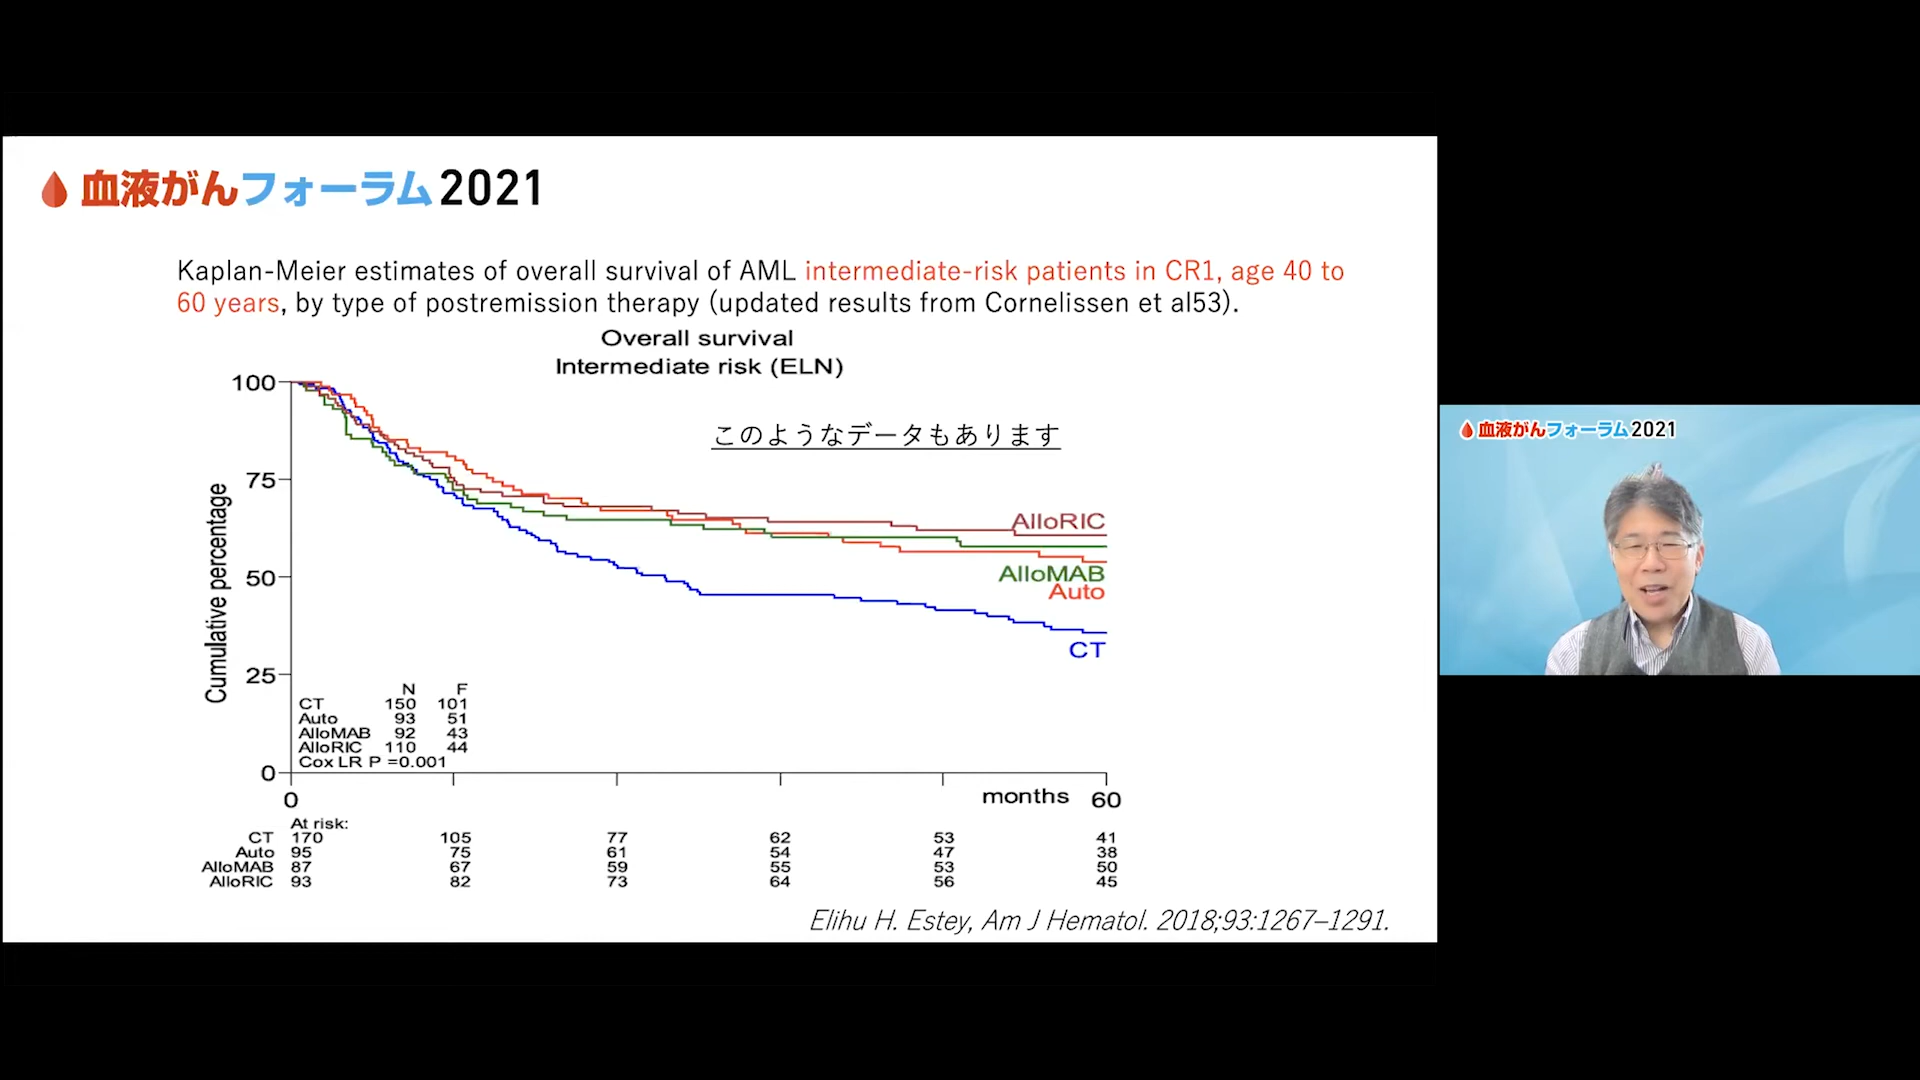 血液がんフォーラム2021
Kaplan-Meier estimates of overall survival of AML intermediate-risk patients in CR1, age 40 to
60 years, by type of postremission therapy (updated results from Cornelissen et al53).
Overall survival
Intermediate risk (ELN)
このようなデータもあります
Cumulative percentage
100
75
50
25
0
AlloRIC
AlloMAB
Auto
CT
N F
CT 150 101
Auto 93 51
AlloMAB 92 43
AlloRIC 110 44
Cox LR P =0.001
0 months 60
At risk:
CT 170 105 77 62 53 41
Auto 95 75 61 54 47 38
AlloMAB 87 67 59 55 53 50
AlloRIC 93 82 73 64 56 45
Elihu H. Estey, Am J Hematol. 2018;93:1267–1291.
血液がんフォーラム2021